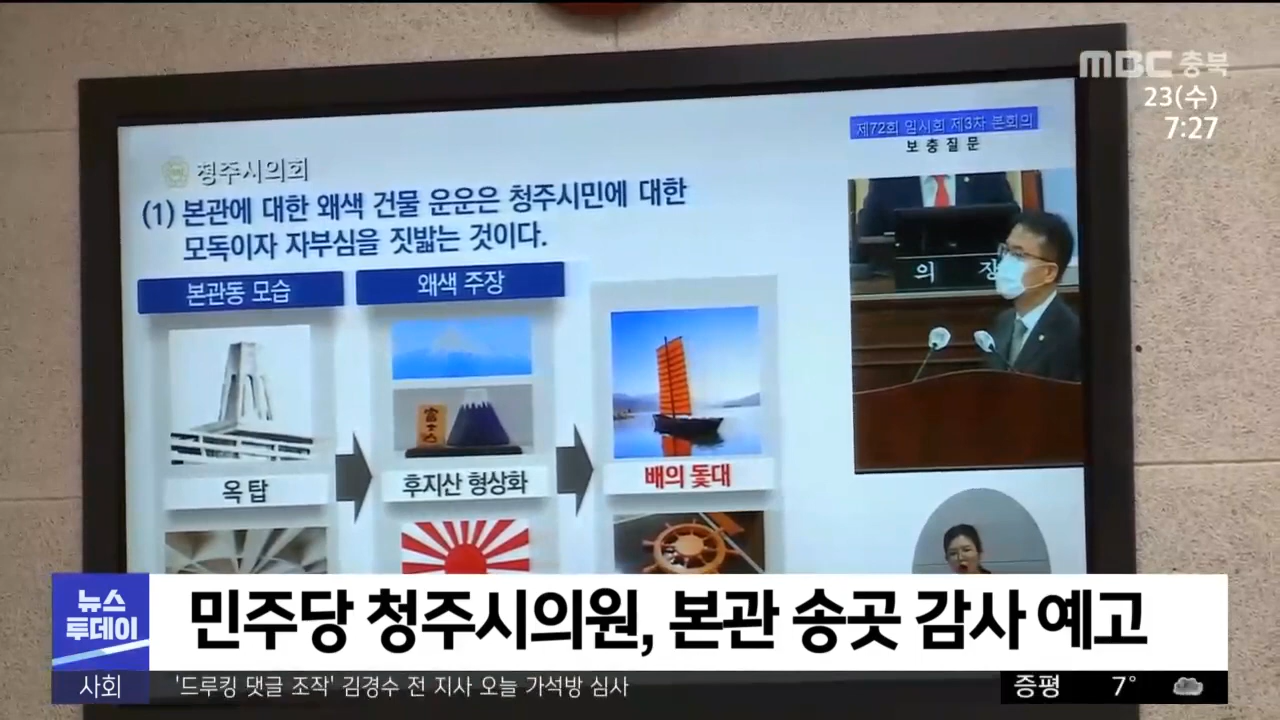 MBC 충북
23(수)
7:27
제72회 임시회 제3차 본회의
보충질문
청주시의회
(1) 본관에 대한 왜색 건물 운운은 청주시민에 대한
모독이자 자부심을 짓밟는 것이다.
본관동 모습
왜색 주장
의 장
富士山
옥탑
후지산 형상화
배의 돛대
뉴스
투데이
민주당 청주시의원, 본관 송곳 감사 예고
사회
'드루킹 댓글 조작' 김경수 전 지사 오늘 가석방 심사
증평 7°